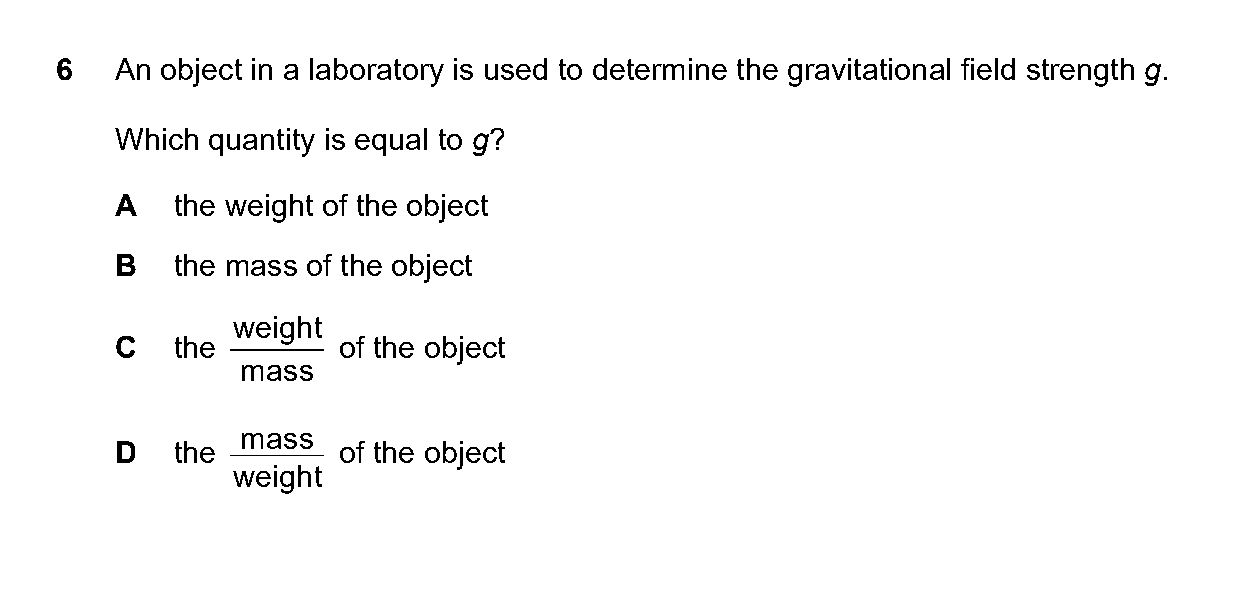 6 An object in a laboratory is used to determine the gravitational field strength g.
Which quantity is equal to g?
A the weight of the object
B the mass of the object
C the weight/mass of the object
D the mass/weight of the object